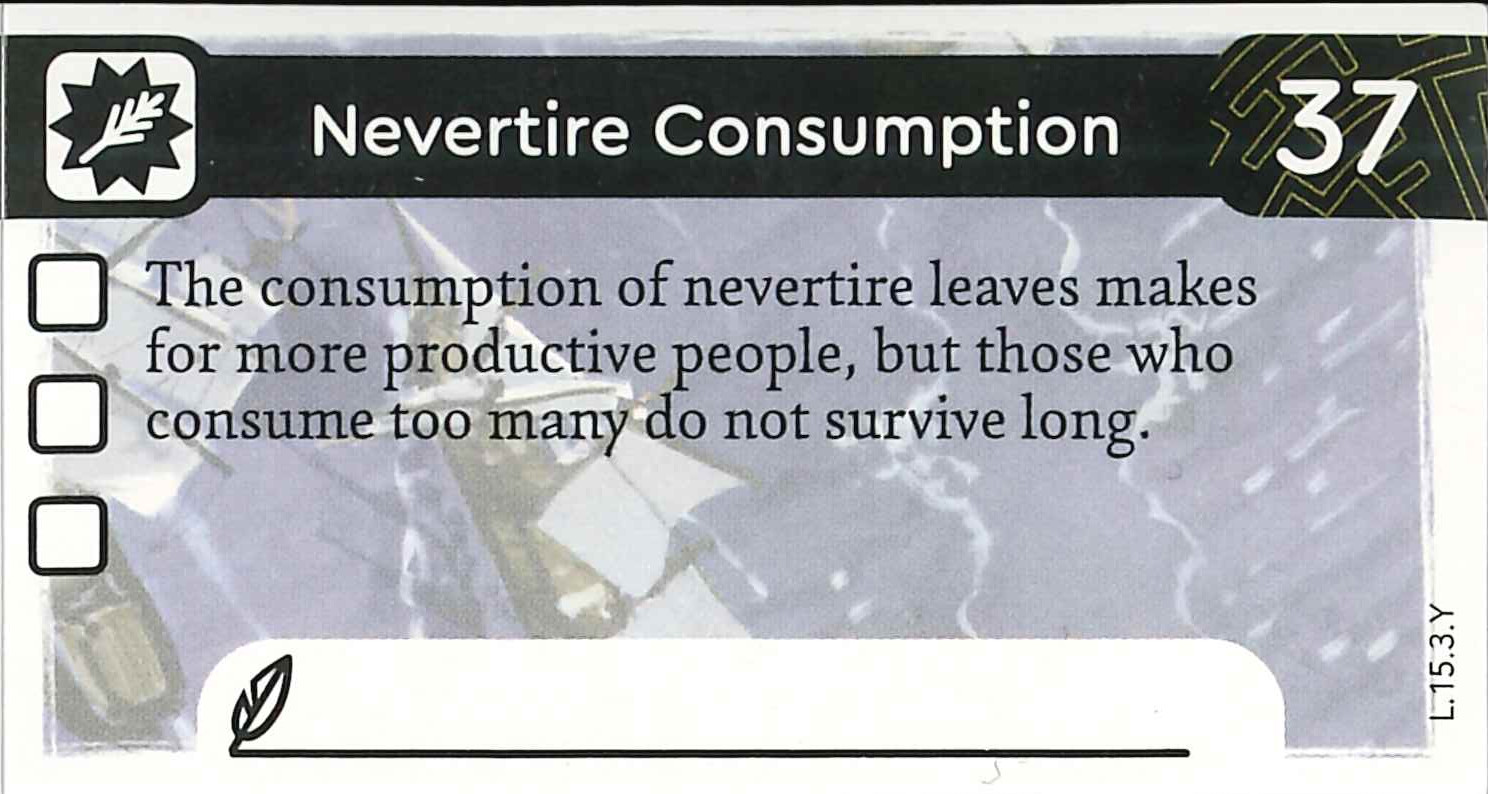 Nevertire Consumption
37
The consumption of nevertire leaves makes
for more productive people, but those who
consume too many do not survive long.
L.15.3.Y